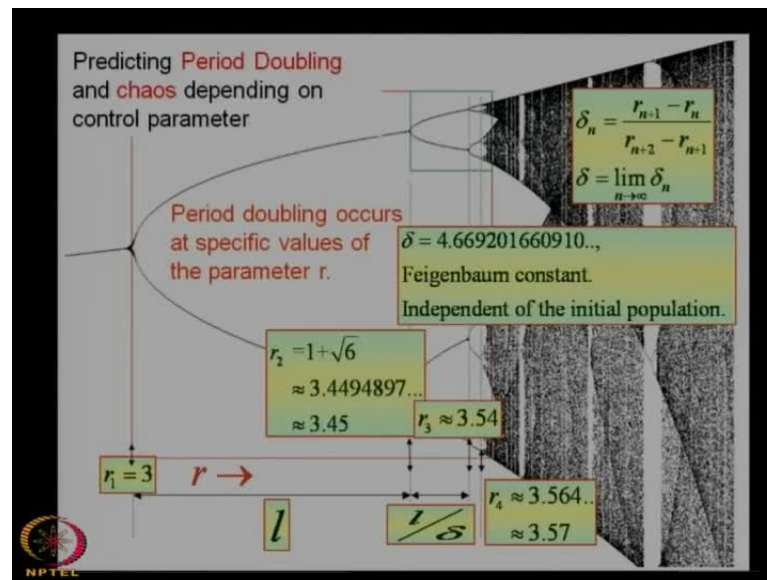 Predicting Period Doubling
and chaos depending on
control parameter
δₙ = (rₙ₊₁ − rₙ) / (rₙ₊₂ − rₙ₊₁)
δ = lim n→∞ δₙ
Period doubling occurs
at specific values of
the parameter r.
δ = 4.669201660910..,
Feigenbaum constant.
Independent of the initial population.
r₂ =1+√6
≈ 3.4494897...
≈ 3.45
r₃ ≈ 3.54
r₁ = 3
r →
l
l/δ
r₄ ≈ 3.564..
≈ 3.57
NPTEL